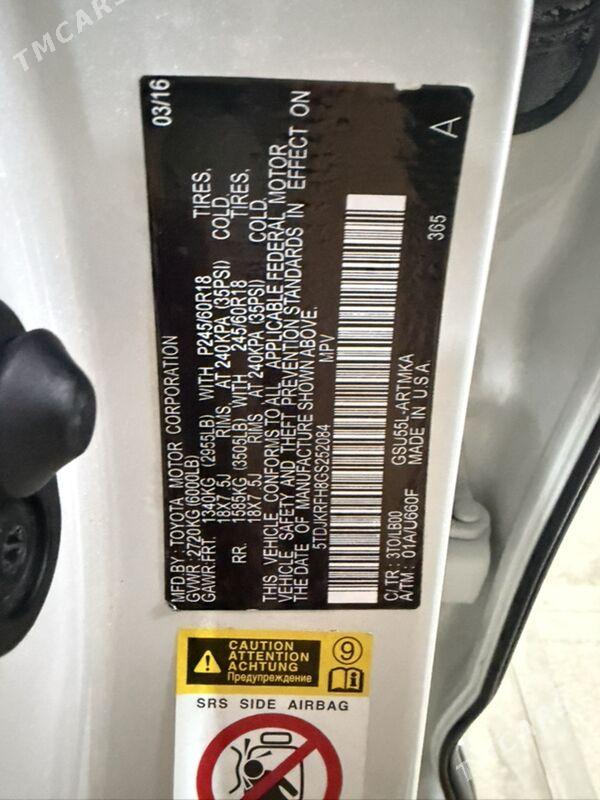 TMCARS
MFD.BY: TOYOTA MOTOR CORPORATION 03/16
GVWR: 2720KG (6000LB)
GAWR:FRT 1340KG (2955LB) WITH P245/60R18 TIRES.
18X7.5J RIMS AT 240KPA (35PSI) COLD.
RR. 1589KG (3505LB) WITH 245/60R18 TIRES.
18X7.5J RIMS AT 240KPA (35PSI) COLD.
THIS VEHICLE CONFORMS TO ALL APPLICABLE FEDERAL MOTOR
VEHICLE SAFETY AND THEFT PREVENTION STANDARDS IN EFFECT ON
THE DATE OF MANUFACTURE SHOWN ABOVE.
5TDJKRFH8GS252084 MPV
C/TR: 3TO/LB00 GSU55L-ARTMKA 365
A/TM: 01A/U660F MADE IN U.S.A. A
CAUTION
ATTENTION
ACHTUNG
Предупреждение
9
SRS SIDE AIRBAG